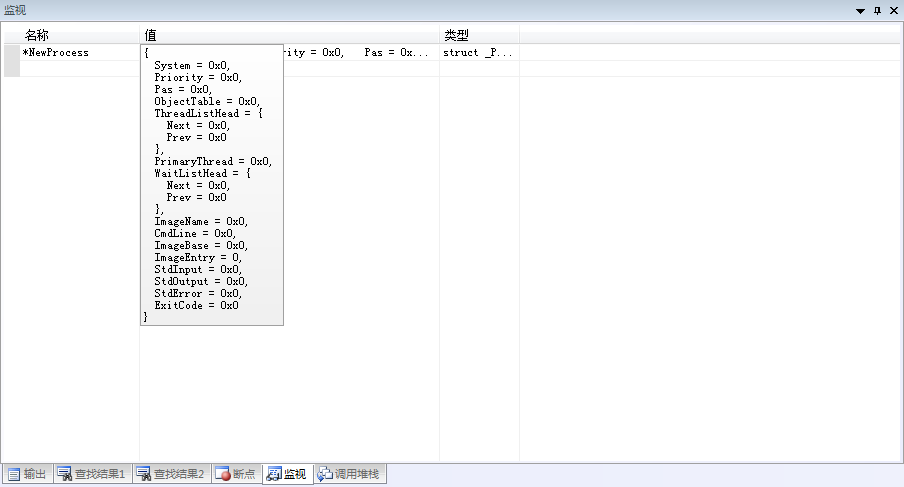 监视
名称 值 类型
*NewProcess { rity = 0x0, Pas = 0x... struct _P...
System = 0x0,
Priority = 0x0,
Pas = 0x0,
ObjectTable = 0x0,
ThreadListHead = {
Next = 0x0,
Prev = 0x0
},
PrimaryThread = 0x0,
WaitListHead = {
Next = 0x0,
Prev = 0x0
},
ImageName = 0x0,
CmdLine = 0x0,
ImageBase = 0x0,
ImageEntry = 0,
StdInput = 0x0,
StdOutput = 0x0,
StdError = 0x0,
ExitCode = 0x0
}
输出 查找结果1 查找结果2 断点 监视 调用堆栈